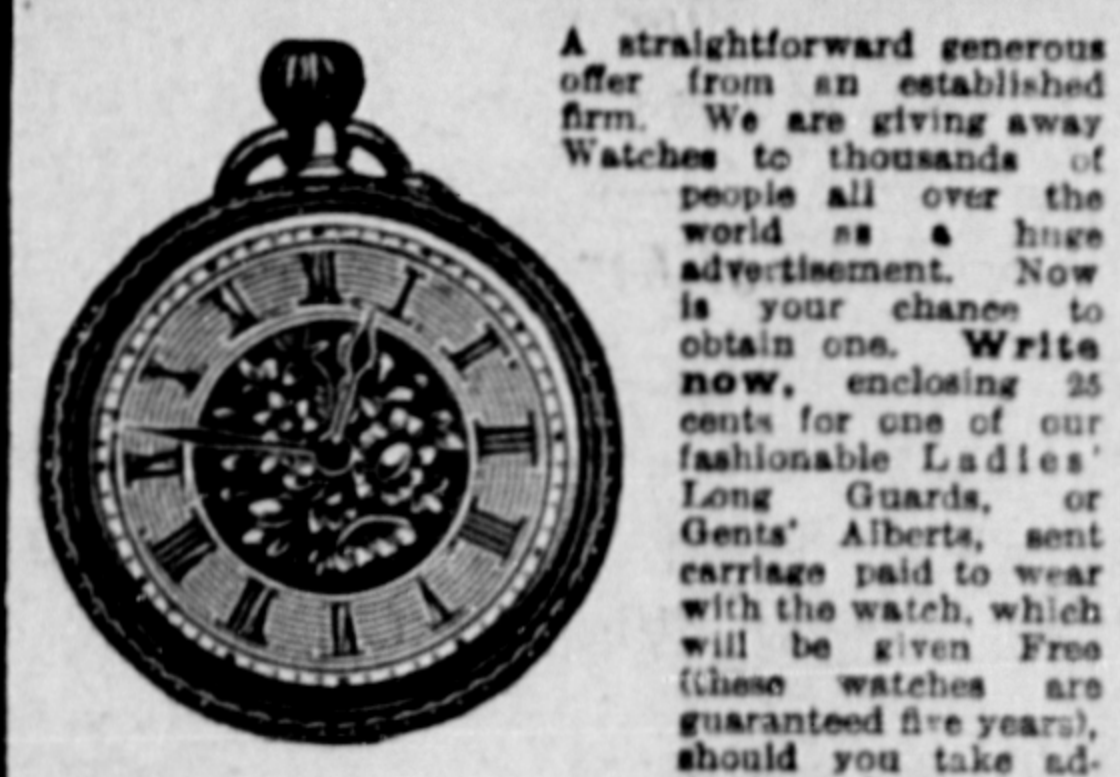 A straightforward generous
offer from an established
firm. We are giving away
Watches to thousands of
people all over the
world as a huge
advertisement. Now
is your chance to
obtain one. Write
now, enclosing 25
cents for one of our
fashionable Ladies'
Long Guards, or
Gents' Alberts, sent
carriage paid to wear
with the watch, which
will be given Free
(these watches are
guaranteed five years),
should you take ad-